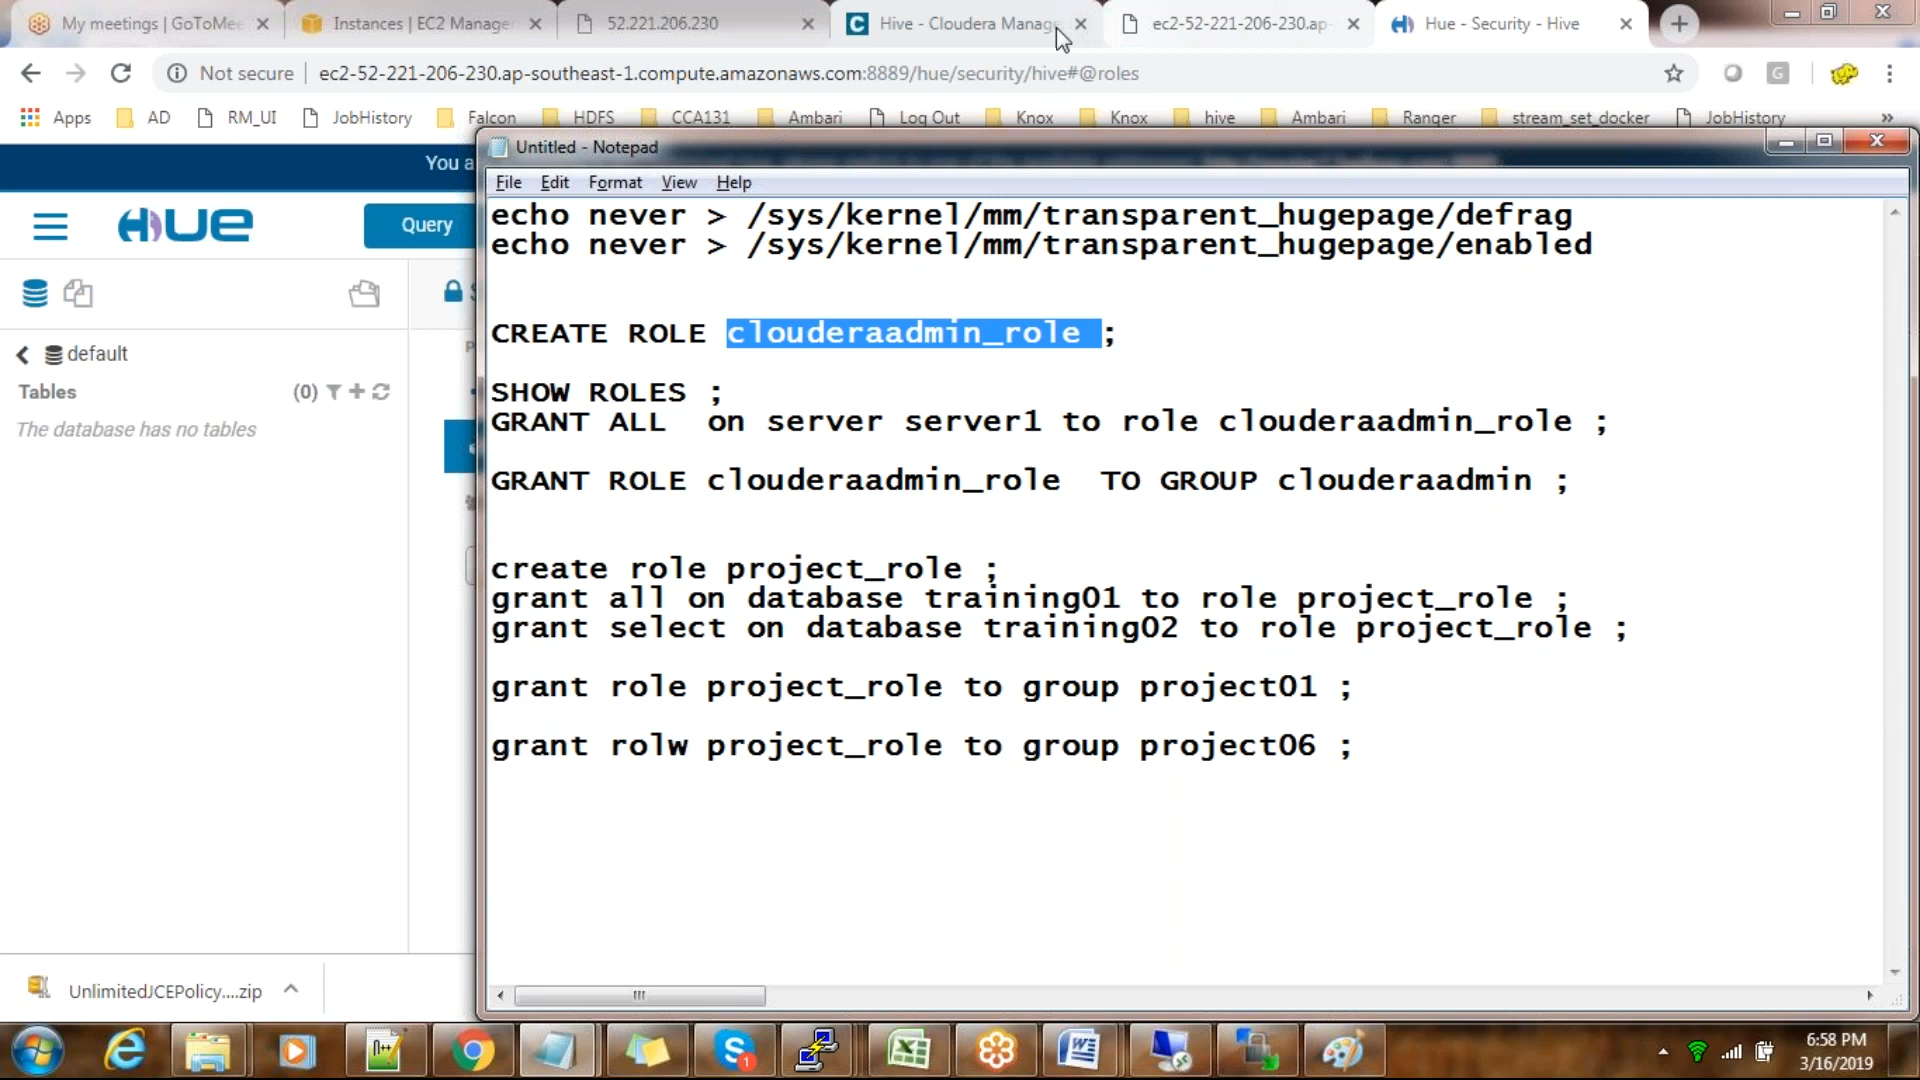 My meetings | GoToMee
Instances | EC2 Manage
52.221.206.230
C Hive - Cloudera Manag
ec2-52-221-206-230.ap-
Hue - Security - Hive
Not secure | ec2-52-221-206-230.ap-southeast-1.compute.amazonaws.com:8889/hue/security/hive#@roles
G
Apps AD RM_UI JobHistory Falcon HDFS CCA131 Ambari Log Out Knox Knox hive Ambari Ranger stream_set_docker JobHistory »
You a
Untitled - Notepad
File Edit Format View Help
HUE
Query
default
Tables (0)
The database has no tables
echo never > /sys/kernel/mm/transparent_hugepage/defrag
echo never > /sys/kernel/mm/transparent_hugepage/enabled
CREATE ROLE clouderaadmin_role ;
SHOW ROLES ;
GRANT ALL  on server server1 to role clouderaadmin_role ;
GRANT ROLE clouderaadmin_role  TO GROUP clouderaadmin ;
create role project_role ;
grant all on database training01 to role project_role ;
grant select on database training02 to role project_role ;
grant role project_role to group project01 ;
grant rolw project_role to group project06 ;
UnlimitedJCEPolicy....zip
6:58 PM
3/16/2019